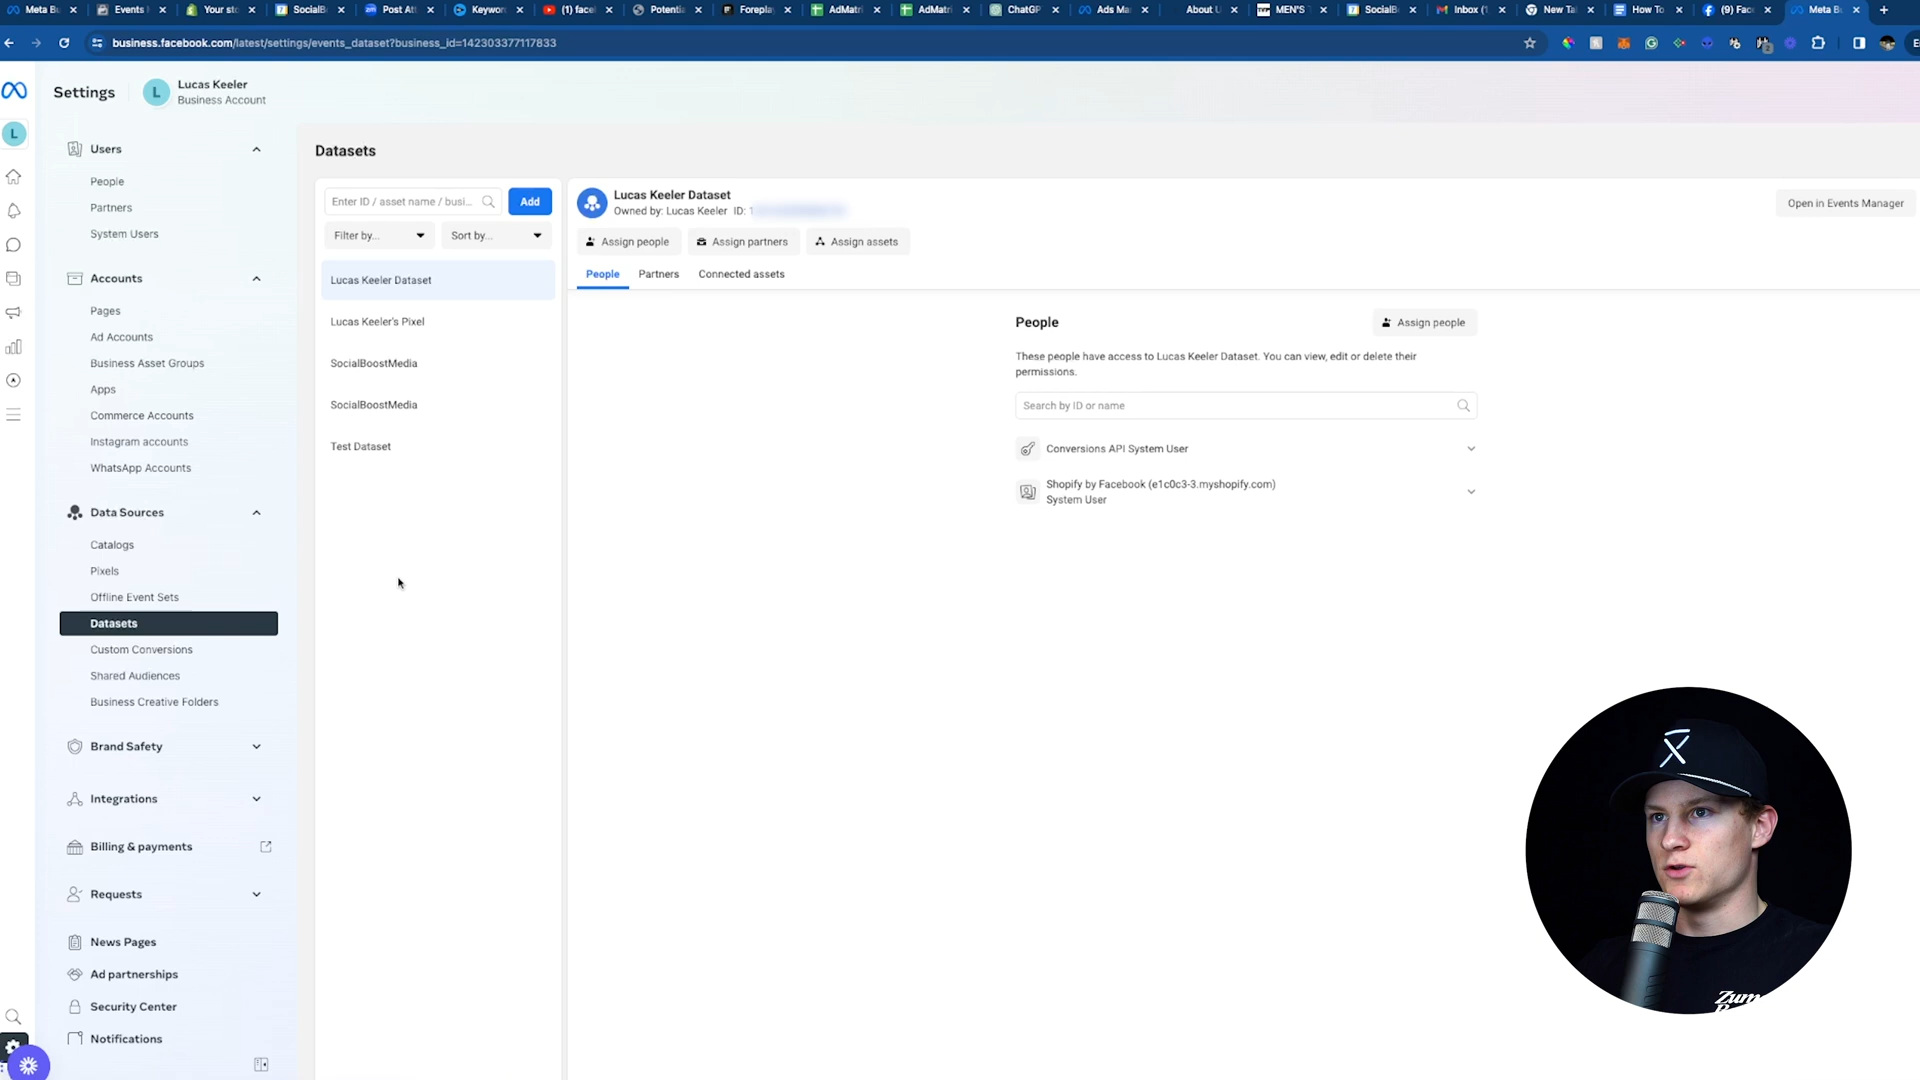 Meta B
Events
Your sto
SocialB
Post Att
Keywor
(1) face
Potentia
Foreplay
AdMatri
AdMatri
ChatGP
Ads Ma
About U
MEN'S
SocialB
Inbox (1
New Ta
How To
(9) Fac
Meta B
business.facebook.com/latest/settings/events_dataset?business_id=142303377117833
Settings
L
Lucas Keeler
Business Account
L
Users
People
Partners
System Users
Accounts
Pages
Ad Accounts
Business Asset Groups
Apps
Commerce Accounts
Instagram accounts
WhatsApp Accounts
Data Sources
Catalogs
Pixels
Offline Event Sets
Datasets
Custom Conversions
Shared Audiences
Business Creative Folders
Brand Safety
Integrations
Billing & payments
Requests
News Pages
Ad partnerships
Security Center
Notifications
Datasets
Enter ID / asset name / busi...
Add
Filter by...
Sort by...
Lucas Keeler Dataset
Lucas Keeler's Pixel
SocialBoostMedia
SocialBoostMedia
Test Dataset
Lucas Keeler Dataset
Owned by: Lucas Keeler ID: 1
Open in Events Manager
Assign people
Assign partners
Assign assets
People
Partners
Connected assets
People
Assign people
These people have access to Lucas Keeler Dataset. You can view, edit or delete their
permissions.
Search by ID or name
Conversions API System User
Shopify by Facebook (e1c0c3-3.myshopify.com)
System User